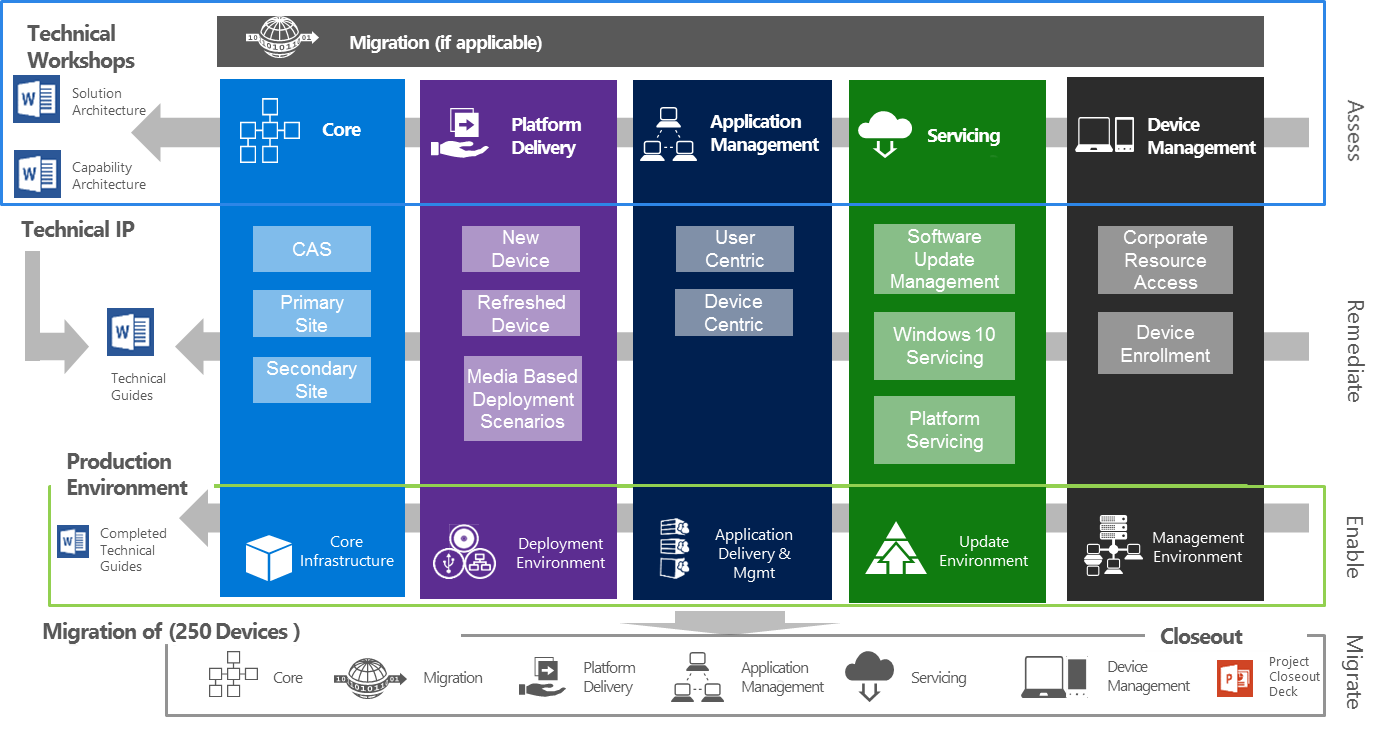 Technical
Workshops
Migration (if applicable)
Solution
Architecture
Capability
Architecture
Core
Platform
Delivery
Application
Management
Servicing
Device
Management
Assess
Technical IP
Technical
Guides
CAS
Primary
Site
Secondary
Site
New
Device
Refreshed
Device
Media Based
Deployment
Scenarios
User
Centric
Device
Centric
Software
Update
Management
Windows 10
Servicing
Platform
Servicing
Corporate
Resource
Access
Device
Enrollment
Remediate
Production
Environment
Completed
Technical
Guides
Core
Infrastructure
Deployment
Environment
Application
Delivery &
Mgmt
Update
Environment
Management
Environment
Enable
Migration of (250 Devices )
Closeout
Core
Migration
Platform
Delivery
Application
Management
Servicing
Device
Management
Project
Closeout
Deck
Migrate